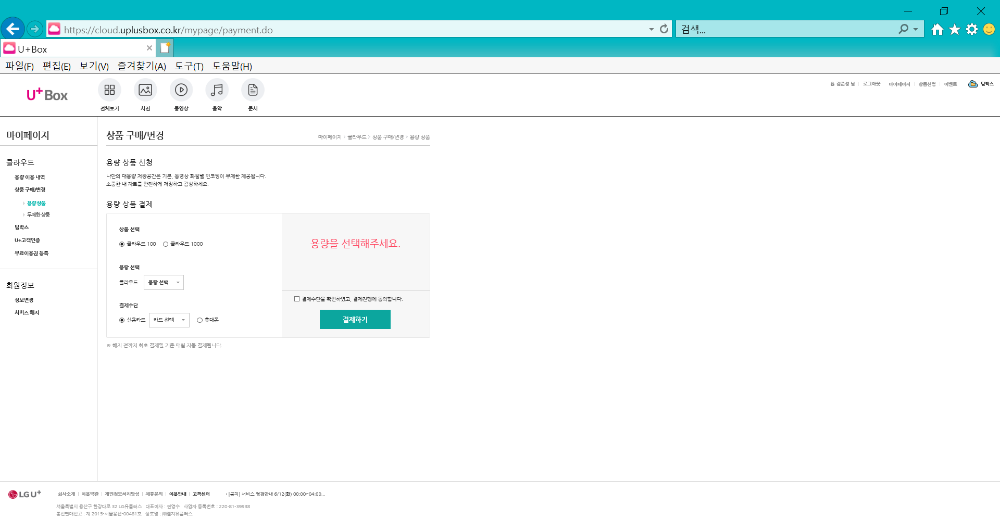 https://cloud.uplusbox.co.kr/mypage/payment.do
검색...
U+Box
파일(F) 편집(E) 보기(V) 즐겨찾기(A) 도구(T) 도움말(H)
U+ Box
전체보기 사진 동영상 음악 문서
김준성 님 로그아웃 마이페이지 상품신청 이벤트 팀박스
마이페이지
클라우드
용량 이용 내역
상품 구매/변경
용량상품
무제한 상품
팀박스
U+고객인증
무료이용권 등록
회원정보
정보변경
서비스 해지
상품 구매/변경
마이페이지 > 클라우드 > 상품 구매/변경 > 용량 상품
용량 상품 신청
나만의 대용량 저장공간은 기본, 동영상 화질별 인코딩이 무제한 제공됩니다.
소중한 내 자료를 안전하게 저장하고 감상하세요.
용량 상품 결제
상품 선택
클라우드 100 클라우드 1000
용량 선택
클라우드 용량 선택
결제수단
신용카드 카드 선택 휴대폰
용량을 선택해주세요.
결제수단을 확인하였고, 결제진행에 동의합니다.
결제하기
※ 해지 전까지 최초 결제일 기준 매월 자동 결제됩니다.
LG U+
회사소개 이용약관 개인정보처리방침 제휴문의 이용안내 고객센터 • [공지] 서비스 점검안내 6/12(화) 00:00~04:00...
서울특별시 용산구 한강대로 32 LG유플러스 대표이사 : 권영수 사업자 등록번호 : 220-81-39938
통신판매신고 : 제 2015-서울용산-00481호 상호명 : ㈜엘지유플러스